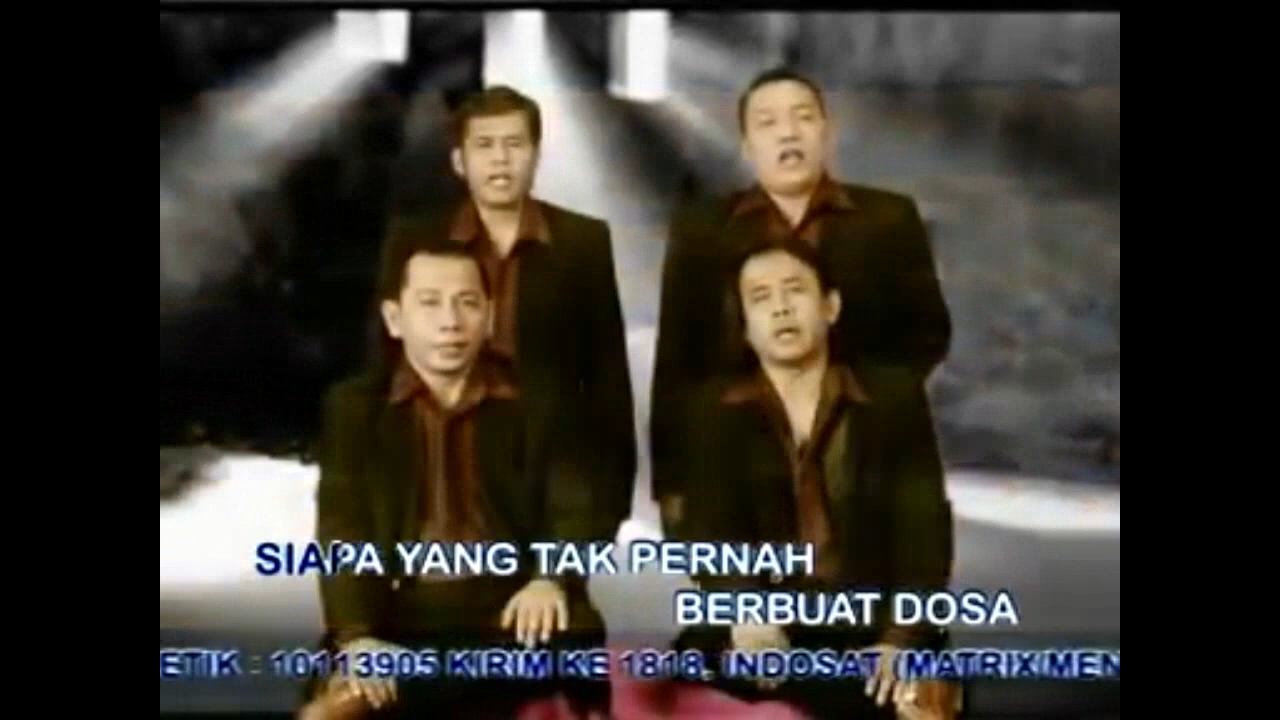 SIAPA YANG TAK PERNAH
BERBUAT DOSA
ETIK : 10113905 KIRIM KE 1818, INDOSAT (MATRIX/MEN